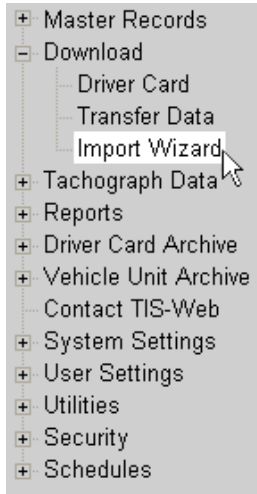 Master Records
Download
Driver Card
Transfer Data
Import Wizard
Tachograph Data
Reports
Driver Card Archive
Vehicle Unit Archive
Contact TIS-Web
System Settings
User Settings
Utilities
Security
Schedules